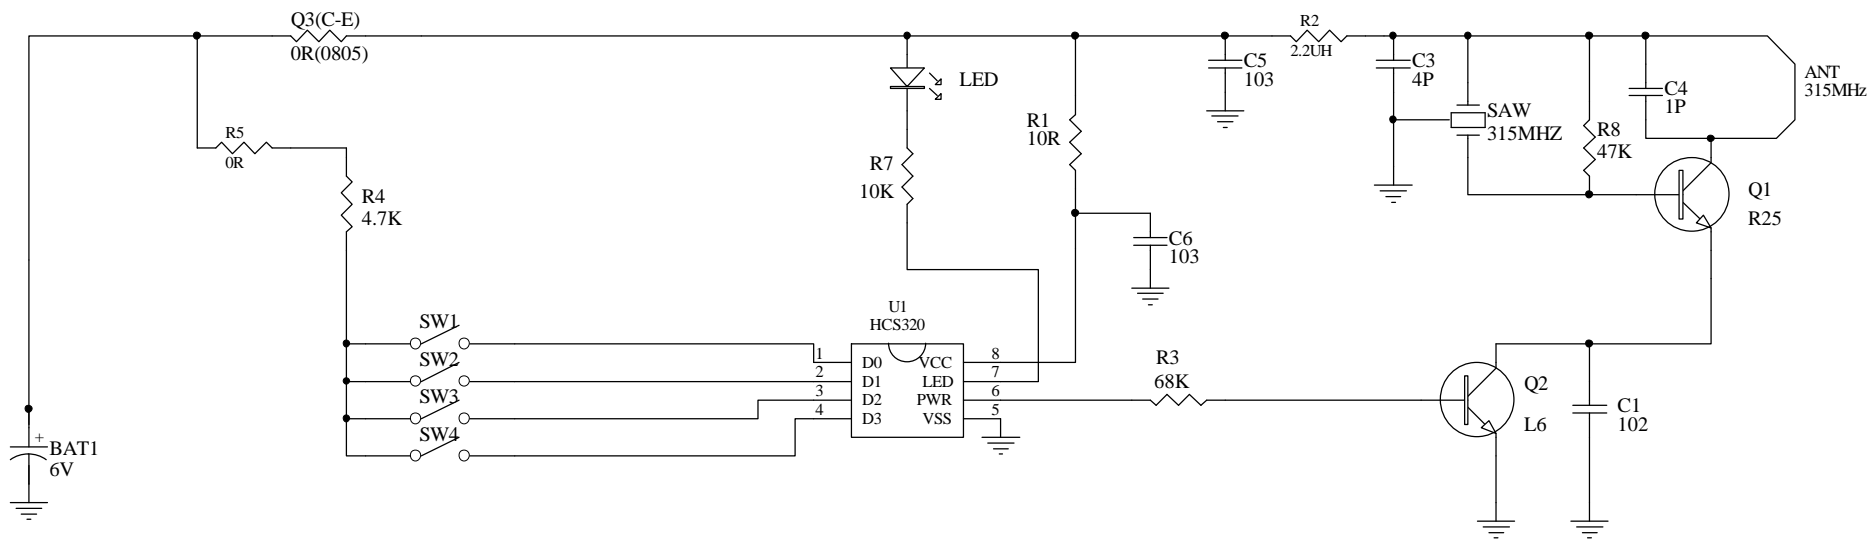 Q3(C-E)
0R(0805)
R2
2.2UH
LED
C5
103
C3
4P
ANT
315MHz
C4
1P
SAW
315MHZ
R1
10R
R8
47K
R5
0R
R7
10K
R4
4.7K
Q1
R25
C6
103
U1
HCS320
SW1
SW2
SW3
SW4
1
2
3
4
D0
D1
D2
D3
VCC
LED
PWR
VSS
8
7
6
5
R3
68K
Q2
L6
C1
102
+
BAT1
6V